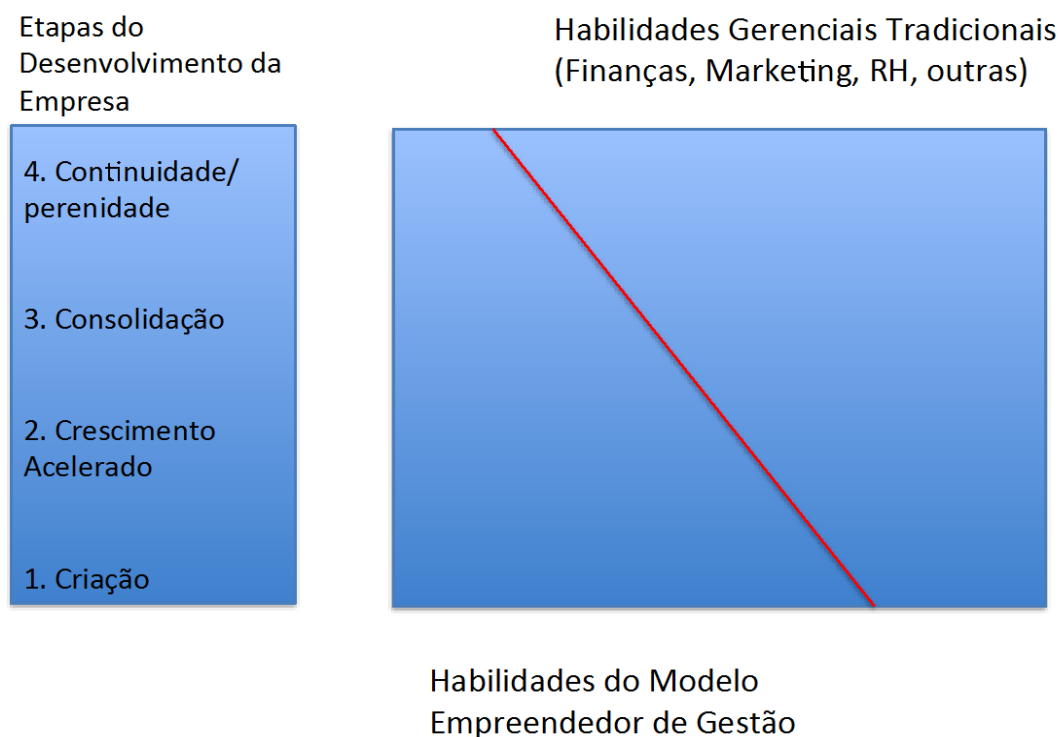 Etapas do
Desenvolvimento da
Empresa
Habilidades Gerenciais Tradicionais
(Finanças, Marketing, RH, outras)
4. Continuidade/
perenidade
3. Consolidação
2. Crescimento
Acelerado
1. Criação
Habilidades do Modelo
Empreendedor de Gestão